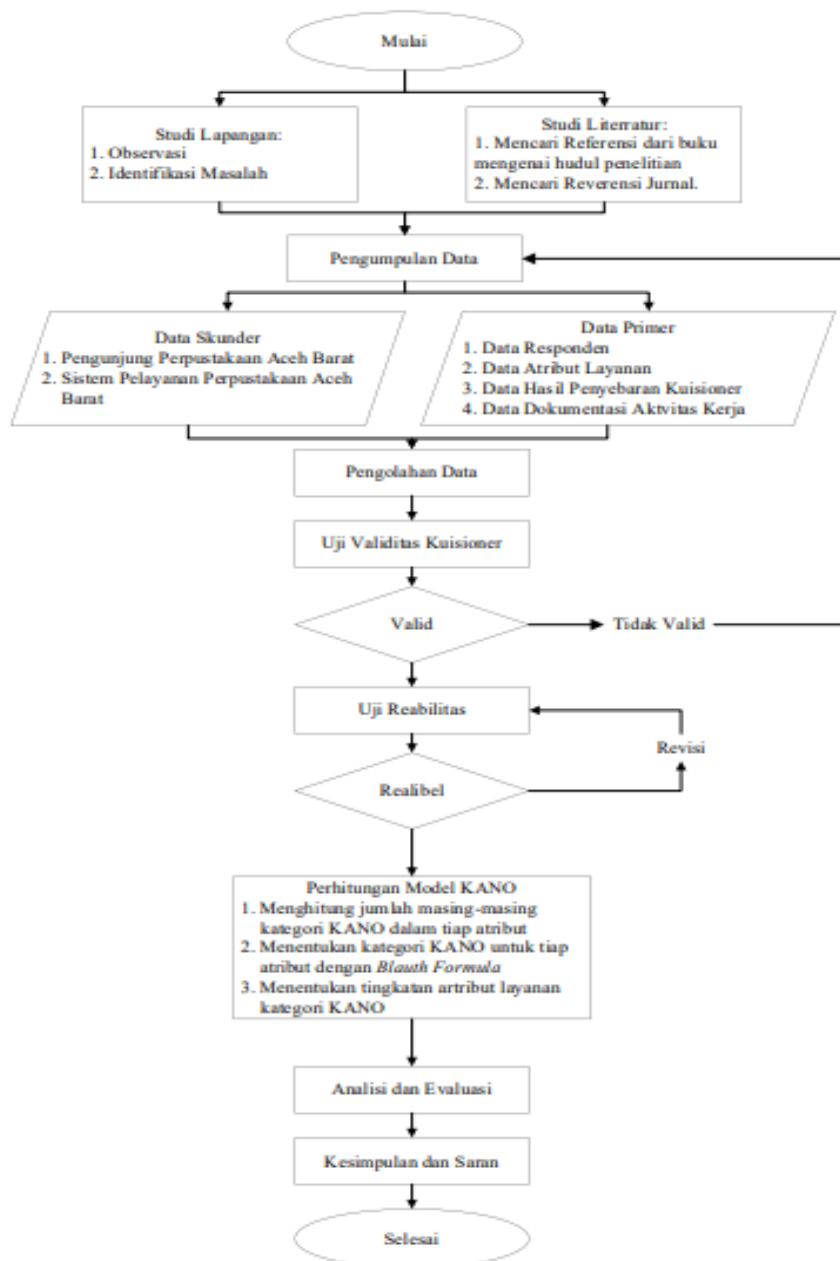 Mulai
Studi Lapangan:
1. Observasi
2. Identifikasi Masalah
Studi Literratur:
1. Mencari Referensi dari buku
mengenai hudul penelitian
2. Mencari Reverensi Jurnal.
Pengumpulan Data
Data Skunder
1. Pengunjung Perpustakaan Aceh Barat
2. Sistem Pelayanan Perpustakaan Aceh
Barat
Data Primer
1. Data Responden
2. Data Atribut Layanan
3. Data Hasil Penyebaran Kuisioner
4. Data Dokumentasi Aktvitas Kerja
Pengolahan Data
Uji Validitas Kuisioner
Valid
Tidak Valid
Uji Reabilitas
Revisi
Realibel
Perhitungan Model KANO
1. Menghitung jumlah masing-masing
kategori KANO dalam tiap atribut
2. Menentukan kategori KANO untuk tiap
atribut dengan Blauth Formula
3. Menentukan tingkatan artribut layanan
kategori KANO
Analisi dan Evaluasi
Kesimpulan dan Saran
Selesai